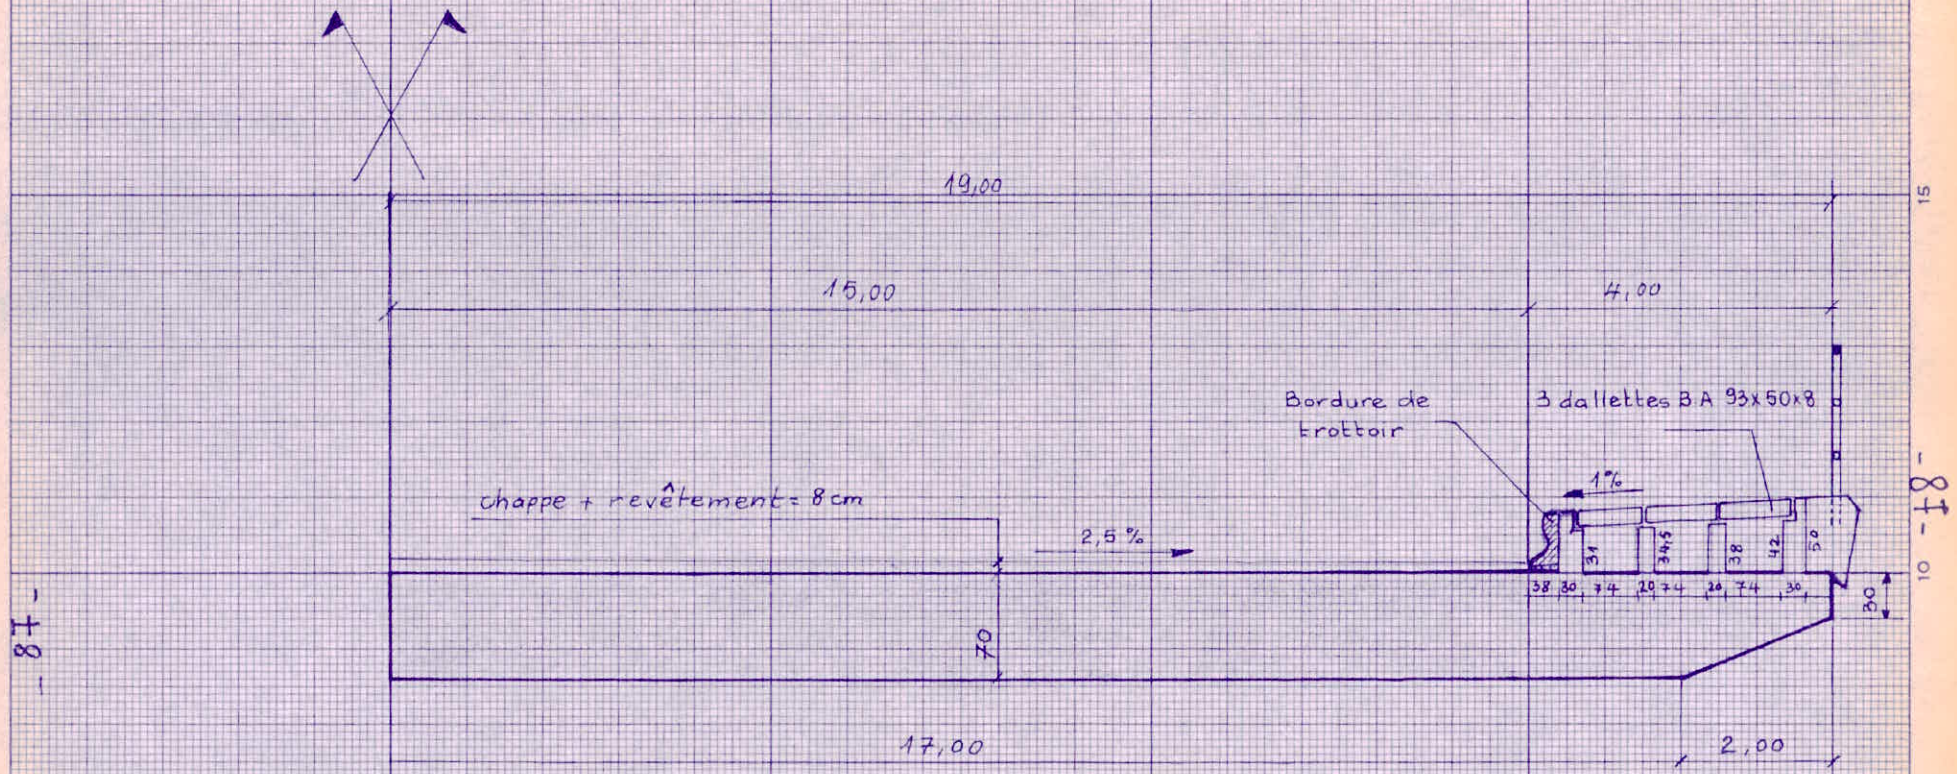 19,00
15
15,00
4,00
Bordure de
trottoir
3 dallettes B A 93x50x8
1%
chappe + revêtement = 8 cm
2,5 %
31
34,5
38
42
50
10
38 30 74 20 74 20 74 30
30
70
- 87 -
- 87 -
17,00
2,00